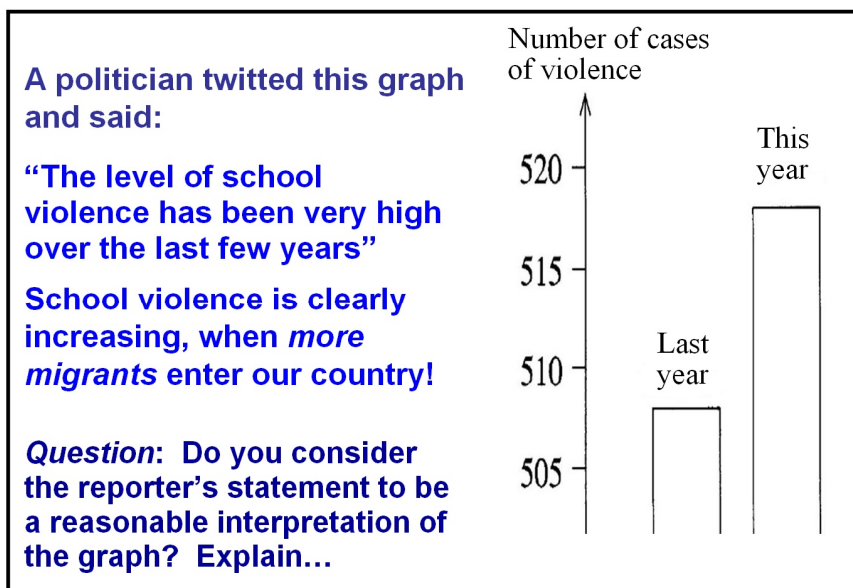 A politician twitted this graph
and said:
“The level of school
violence has been very high
over the last few years”
School violence is clearly
increasing, when more
migrants enter our country!
Question: Do you consider
the reporter’s statement to be
a reasonable interpretation of
the graph? Explain…
Number of cases
of violence
520
515
510
505
This
year
Last
year